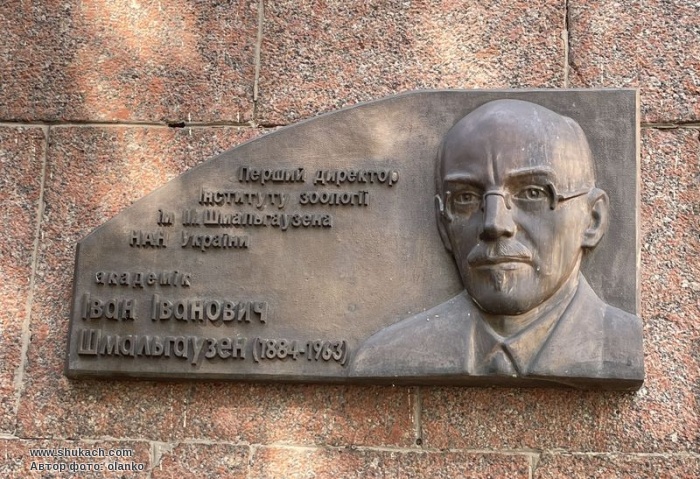 Перший директор
Інституту зоології
ім І.І.Шмальгаузена
НАН України
академік
Іван Іванович
Шмальгаузен (1884-1963)
www.shukach.com
Автор фото: olanko